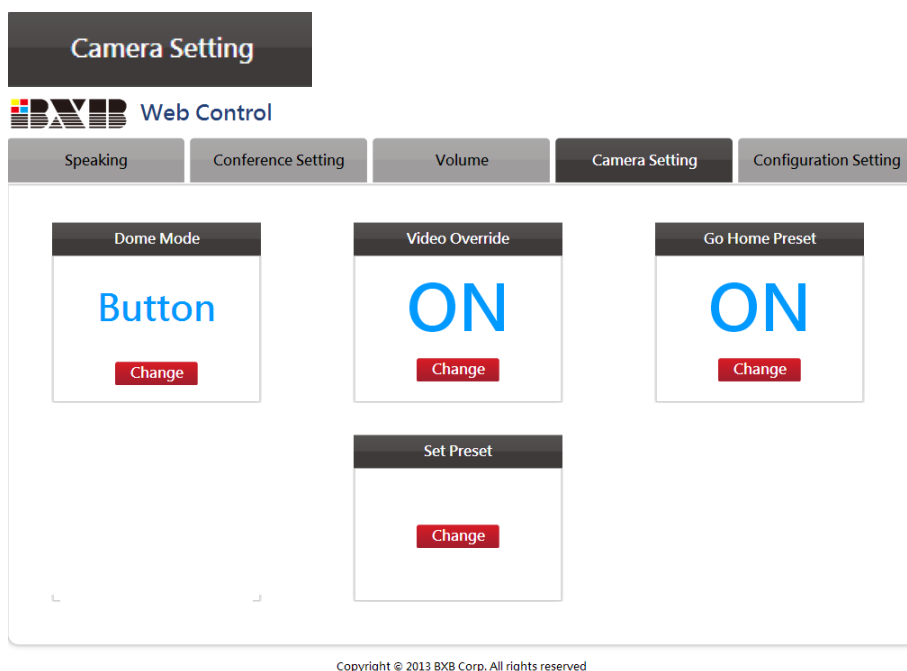 Camera Setting
BXB Web Control
Speaking Conference Setting Volume Camera Setting Configuration Setting
Dome Mode Video Override Go Home Preset
Button ON ON
Change Change Change
Set Preset
Change
Copyright © 2013 BXB Corp. All rights reserved